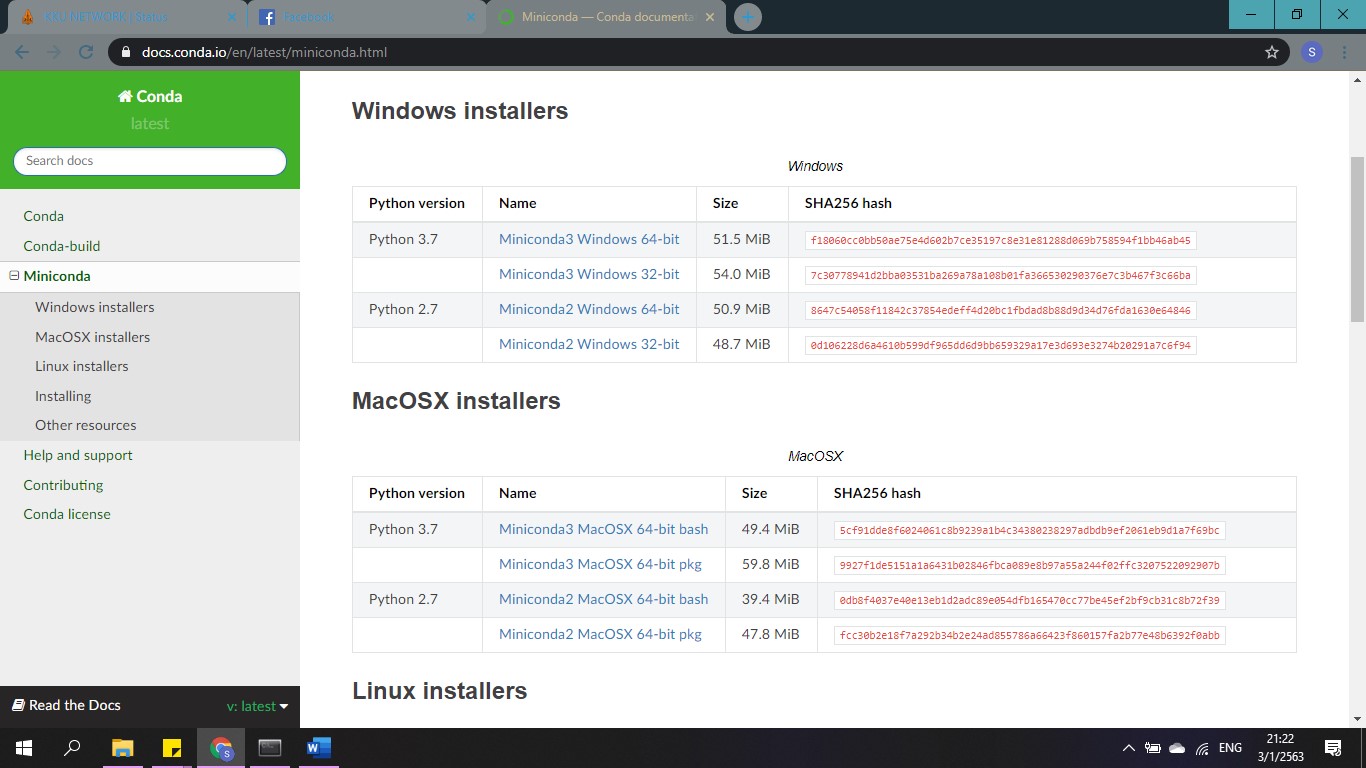 KKU NETWORK | Status
Facebook
Miniconda — Conda documenta
docs.conda.io/en/latest/miniconda.html
S
Conda
latest
Search docs
Conda
Conda-build
Miniconda
Windows installers
MacOSX installers
Linux installers
Installing
Other resources
Help and support
Contributing
Conda license
Read the Docs
v: latest
Windows installers
Windows
Python version Name Size SHA256 hash
Python 3.7 Miniconda3 Windows 64-bit 51.5 MiB f18060cc0bb50ae75e4d602b7ce35197c8e31e81288d069b758594f1bb46ab45
Miniconda3 Windows 32-bit 54.0 MiB 7c30778941d2bba03531ba269a78a108b01fa366530290376e7c3b467f3c66ba
Python 2.7 Miniconda2 Windows 64-bit 50.9 MiB 8647c54058f11842c37854edeff4d20bc1fbdad8b88d9d34d76fda1630e64846
Miniconda2 Windows 32-bit 48.7 MiB 0d106228d6a4610b599df965dd6d9bb659329a17e3d693e3274b20291a7c6f94
MacOSX installers
MacOSX
Python version Name Size SHA256 hash
Python 3.7 Miniconda3 MacOSX 64-bit bash 49.4 MiB 5cf91dde8f6024061c8b9239a1b4c34380238297adbdb9ef2061eb9d1a7f69bc
Miniconda3 MacOSX 64-bit pkg 59.8 MiB 9927f1de5151a1a6431b02846fbca089e8b97a55a244f02ffc3207522092907b
Python 2.7 Miniconda2 MacOSX 64-bit bash 39.4 MiB 0db8f4037e40e13eb1d2adc89e054dfb165470cc77be45ef2bf9cb31c8b72f39
Miniconda2 MacOSX 64-bit pkg 47.8 MiB fcc30b2e18f7a292b34b2e24ad855786a66423f860157fa2b77e48b6392f0abb
Linux installers
ENG
21:22
3/1/2563